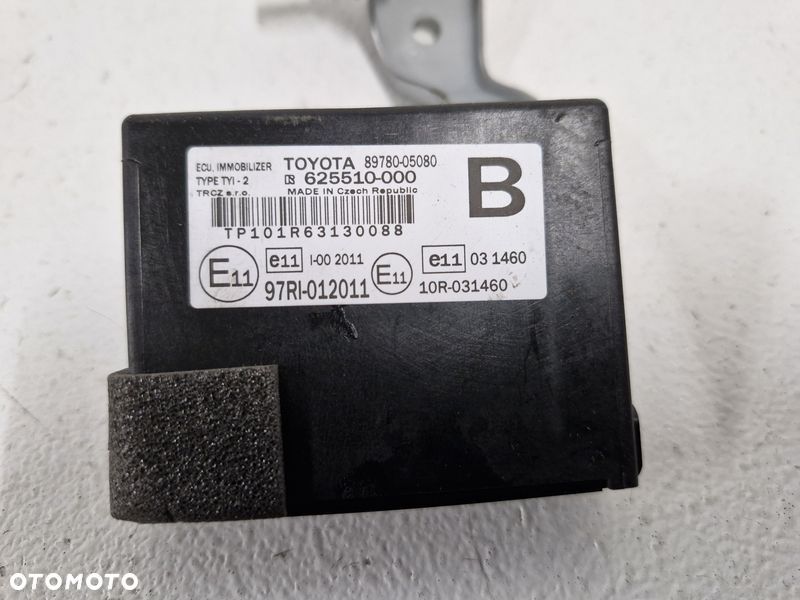 ECU, IMMOBILIZER TOYOTA 89780-05080
TYPE TYI - 2 625510-000
TRCZ s.r.o. MADE IN Czech Republic
B
TP101R63130088
E11 e11 I-00 2011 E11 e11 03 1460
97RI-012011 10R-031460
OTOMOTO